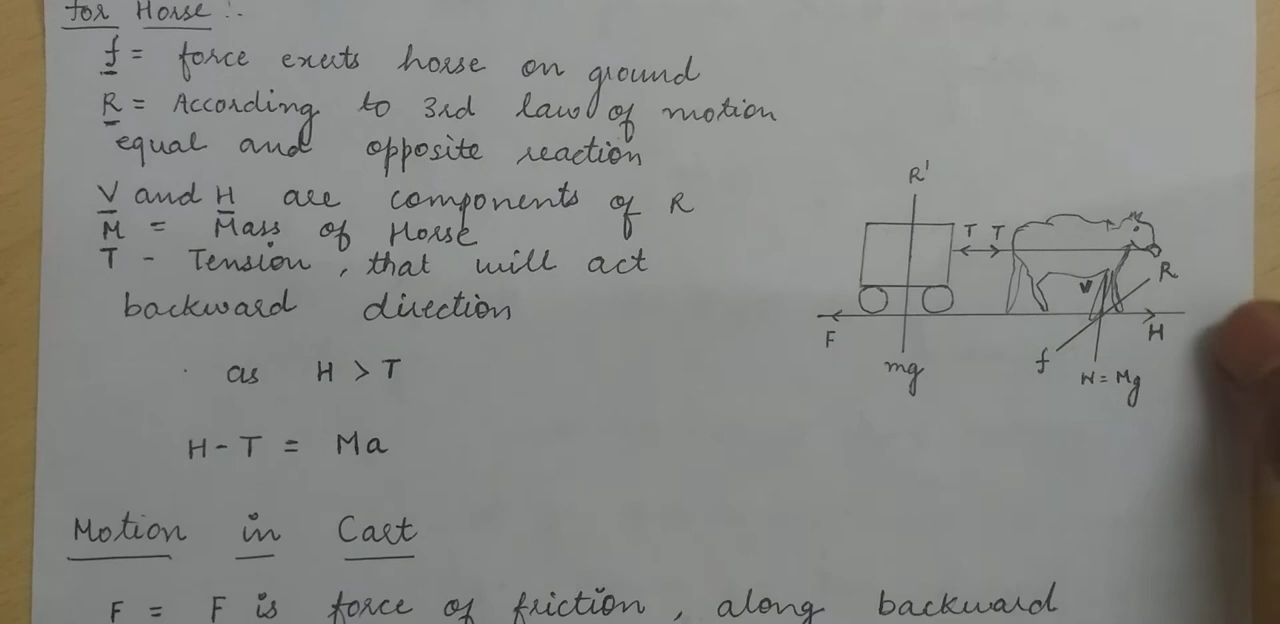 for Horse :-
f = force exerts horse on ground
R = According to 3rd law of motion
equal and opposite reaction
V and H are components of R
M = Mass of Horse
T - Tension, that will act
backward direction
as H > T
H - T = Ma
R'
T T
R
V
F
H
f
mg
W = Mg
Motion in Cart
F = F is force of friction, along backward